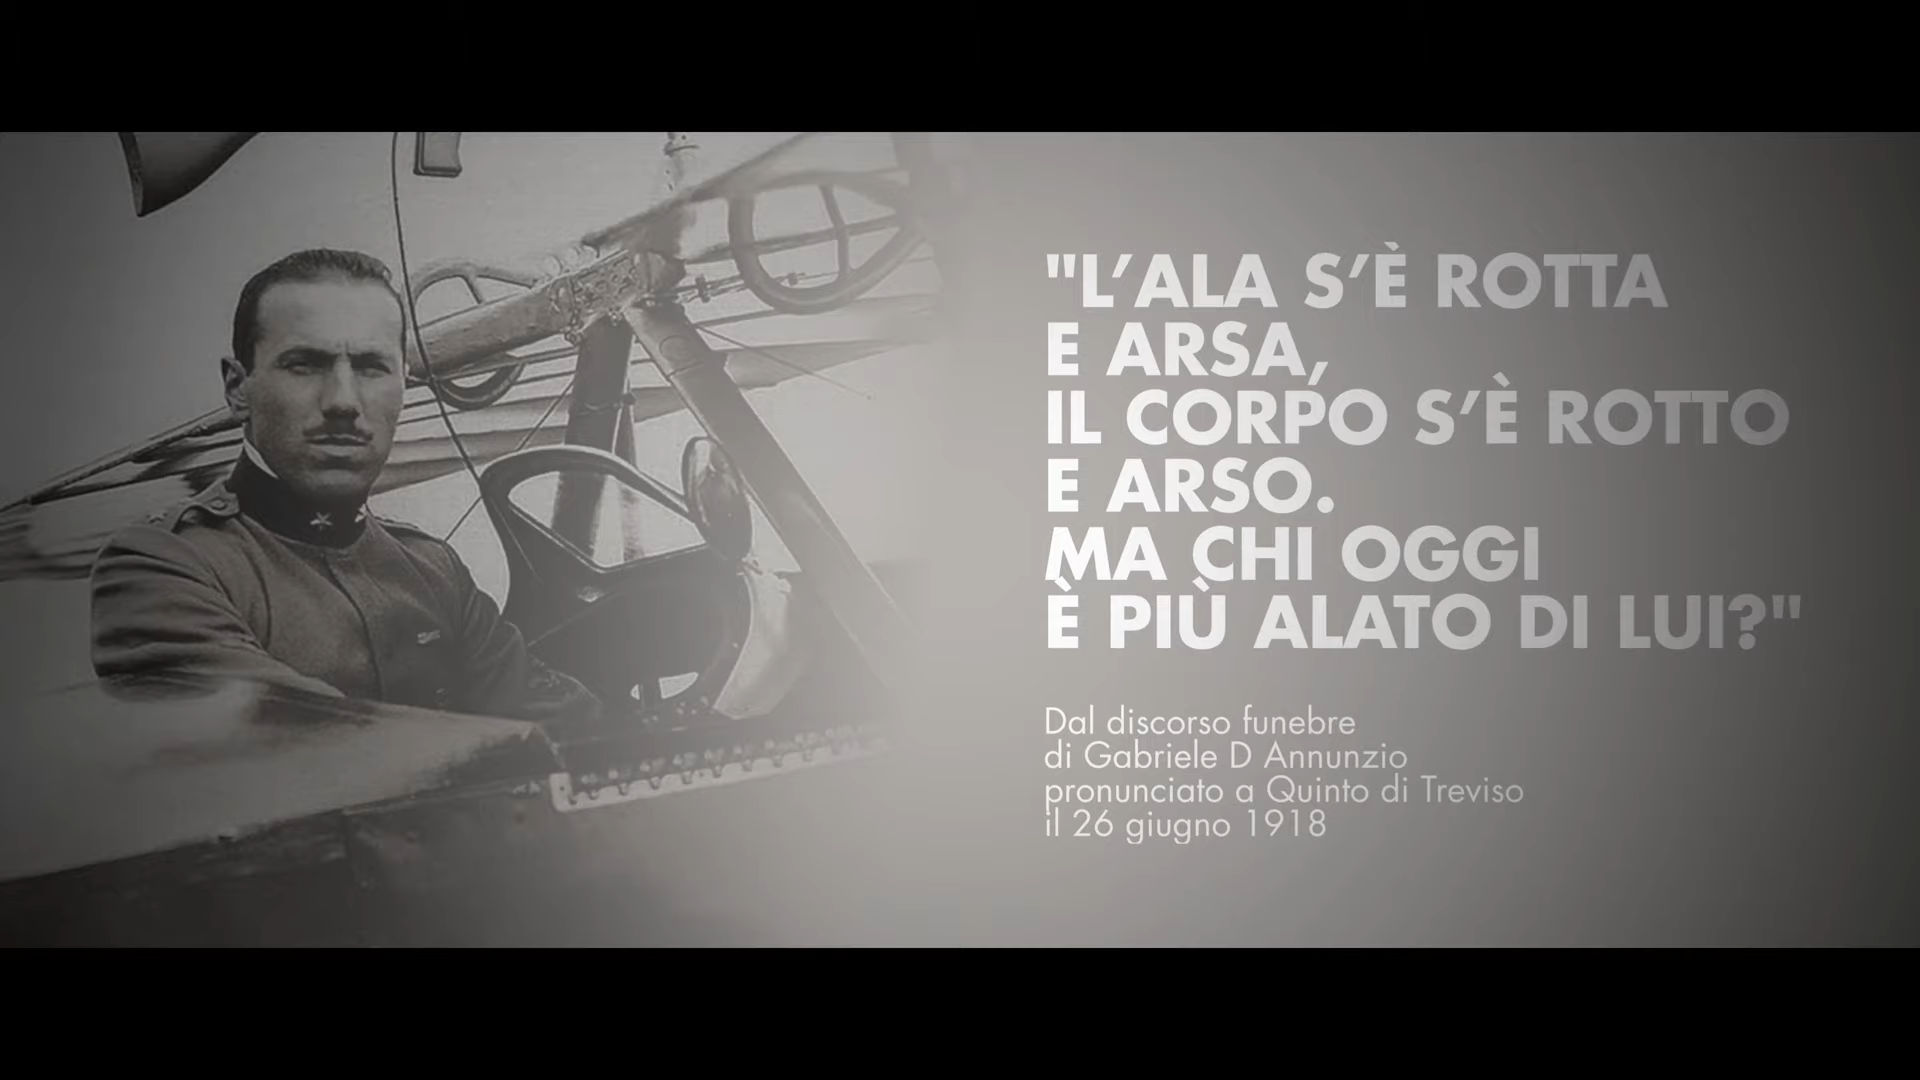 "L’ALA S’È ROTTA
E ARSA,
IL CORPO S’È ROTTO
E ARSO.
MA CHI OGGI
È PIÙ ALATO DI LUI?"
Dal discorso funebre
di Gabriele D Annunzio
pronunciato a Quinto di Treviso
il 26 giugno 1918